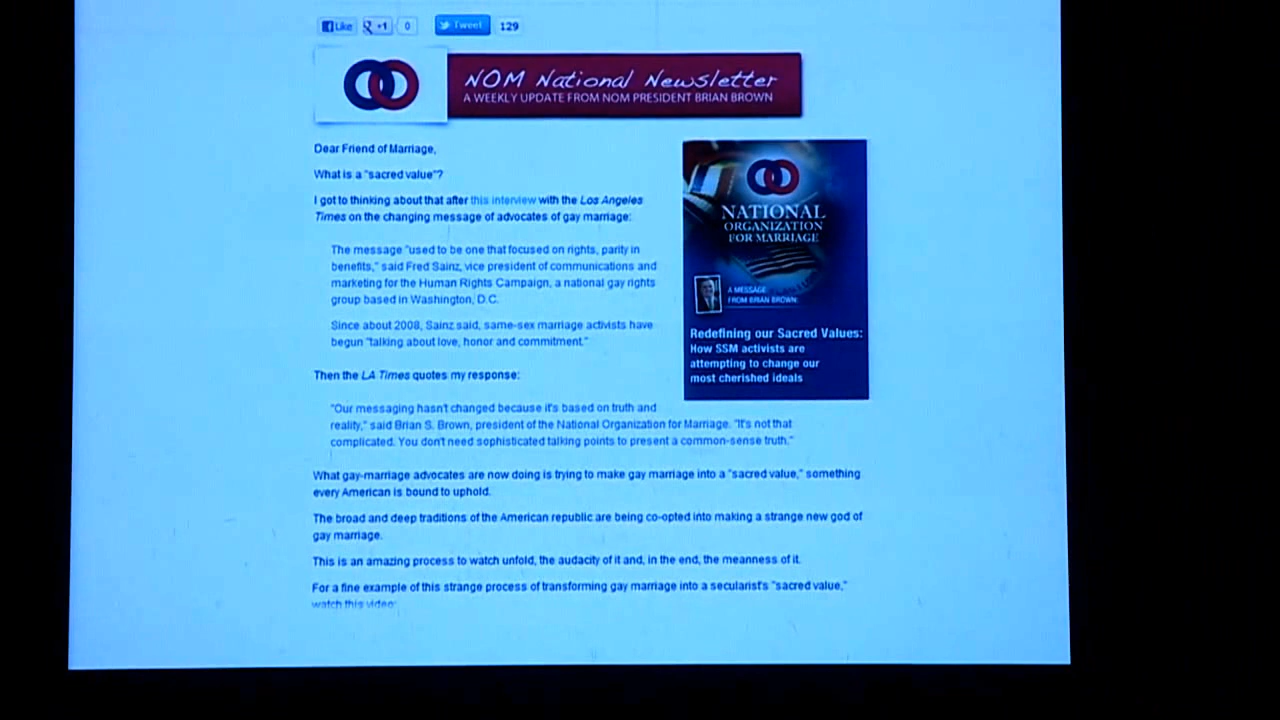 Like +1 0 Tweet 129
NOM National Newsletter
A WEEKLY UPDATE FROM NOM PRESIDENT BRIAN BROWN
Dear Friend of Marriage,
What is a "sacred value"?
I got to thinking about that after this interview with the Los Angeles
Times on the changing message of advocates of gay marriage:
The message "used to be one that focused on rights, parity in
benefits," said Fred Sainz, vice president of communications and
marketing for the Human Rights Campaign, a national gay rights
group based in Washington, D.C.
Since about 2008, Sainz said, same-sex marriage activists have
begun "talking about love, honor and commitment."
Then the LA Times quotes my response:
"Our messaging hasn't changed because it's based on truth and
reality," said Brian S. Brown, president of the National Organization for Marriage. "It's not that
complicated. You don't need sophisticated talking points to present a common-sense truth."
What gay-marriage advocates are now doing is trying to make gay marriage into a "sacred value," something
every American is bound to uphold.
The broad and deep traditions of the American republic are being co-opted into making a strange new god of
gay marriage.
This is an amazing process to watch unfold, the audacity of it and, in the end, the meanness of it.
For a fine example of this strange process of transforming gay marriage into a secularist's "sacred value,"
watch this video:
NATIONAL
ORGANIZATION
FOR MARRIAGE
A MESSAGE
FROM BRIAN BROWN:
Redefining our Sacred Values:
How SSM activists are
attempting to change our
most cherished ideals